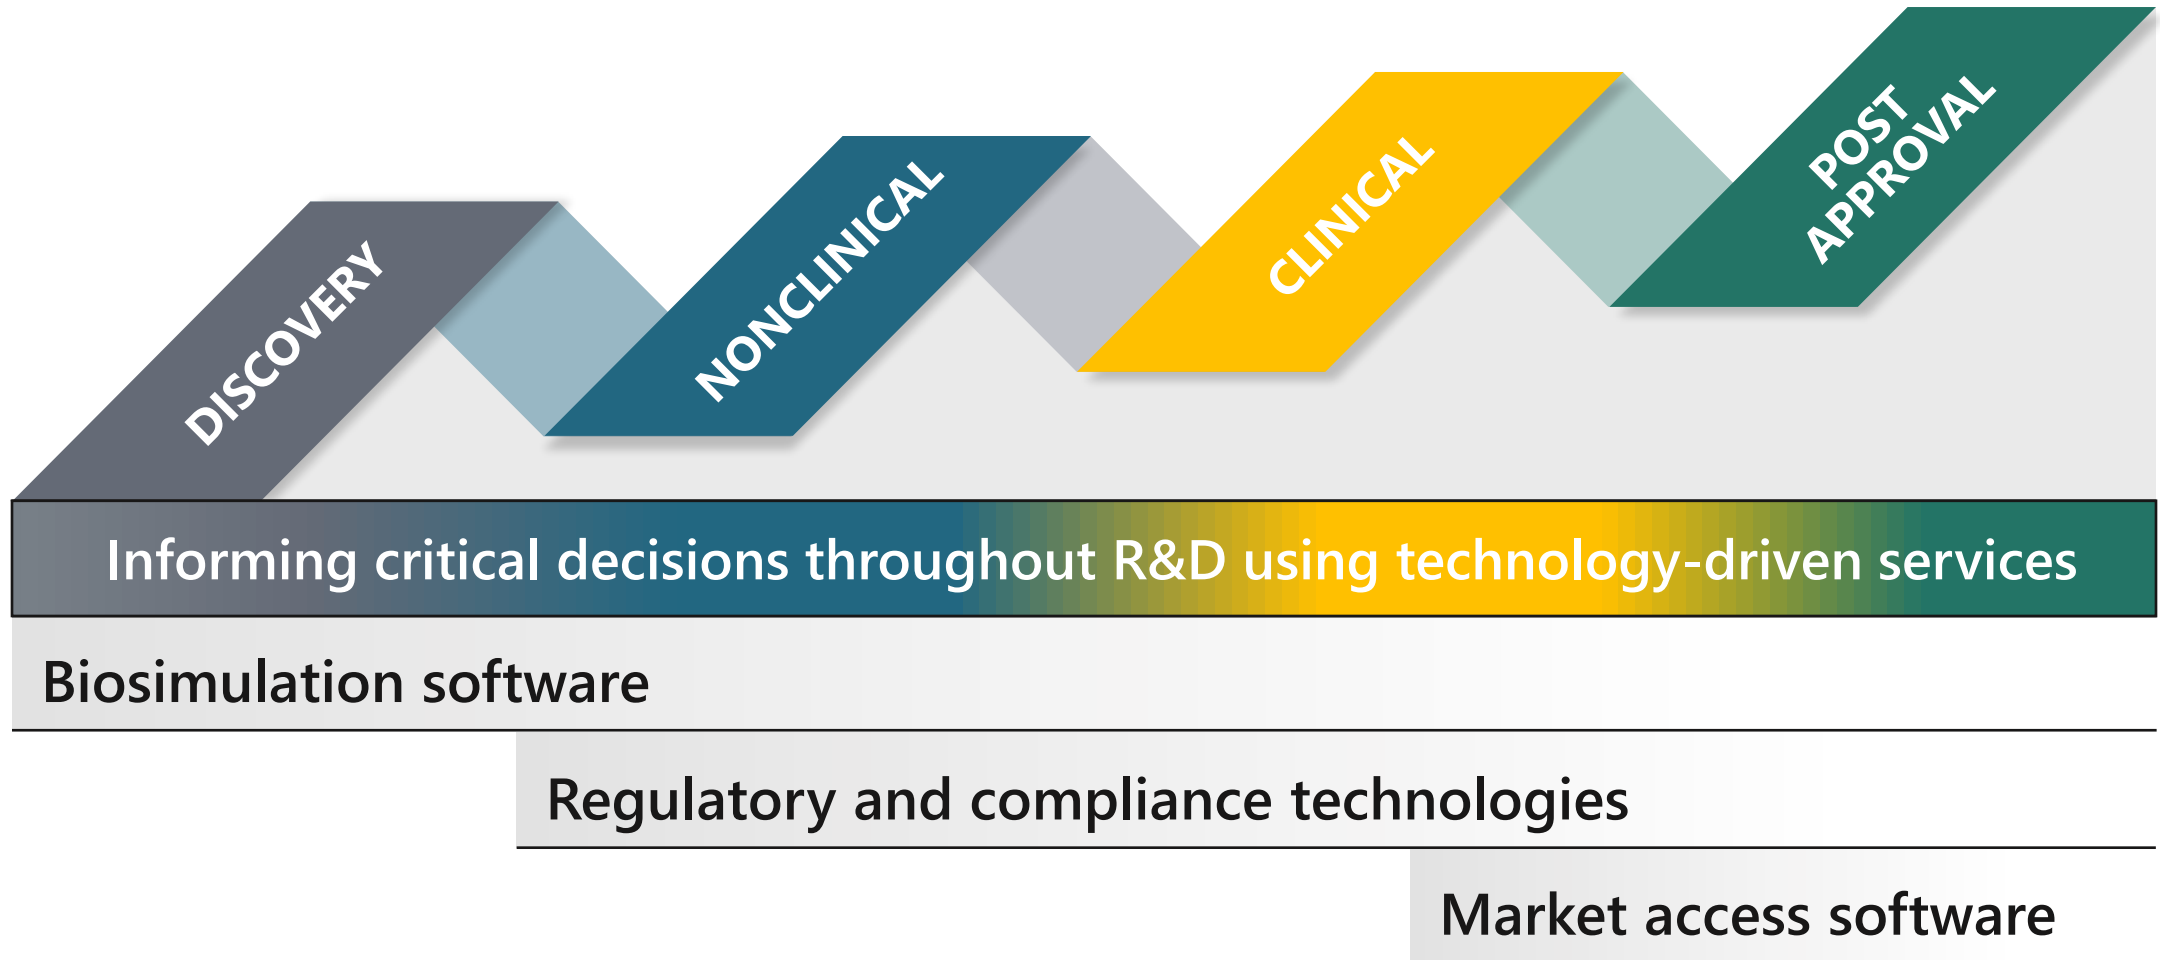 DISCOVERY
NONCLINICAL
CLINICAL
POST
APPROVAL
Informing critical decisions throughout R&D using technology-driven services
Biosimulation software
Regulatory and compliance technologies
Market access software